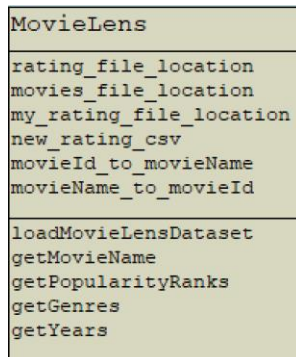 MovieLens
rating_file_location
movies_file_location
my_rating_file_location
new_rating_csv
movieId_to_movieName
movieName_to_movieId
loadMovieLensDataset
getMovieName
getPopularityRanks
getGenres
getYears